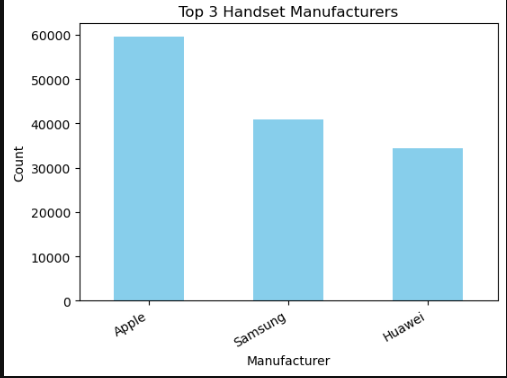 Top 3 Handset Manufacturers
60000
50000
40000
30000
20000
10000
0
Count
Apple
Samsung
Huawei
Manufacturer